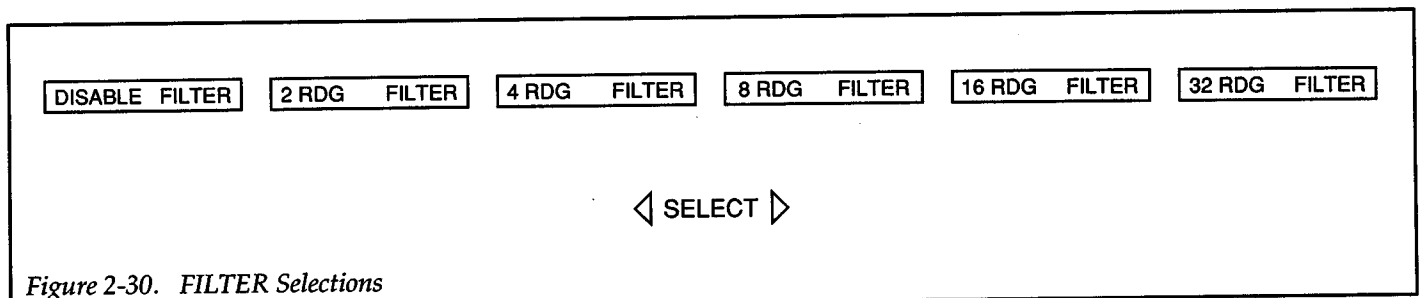 DISABLE FILTER 2 RDG FILTER 4 RDG FILTER 8 RDG FILTER 16 RDG FILTER 32 RDG FILTER
SELECT
Figure 2-30. FILTER Selections